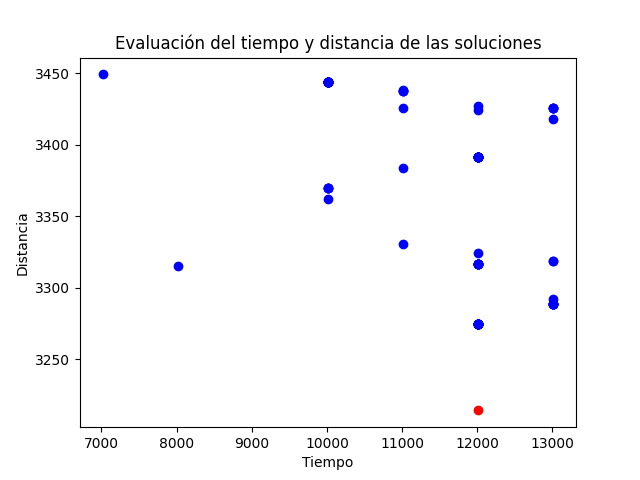 Evaluación del tiempo y distancia de las soluciones
3450
3400
3350
3300
3250
Distancia
7000 8000 9000 10000 11000 12000 13000
Tiempo